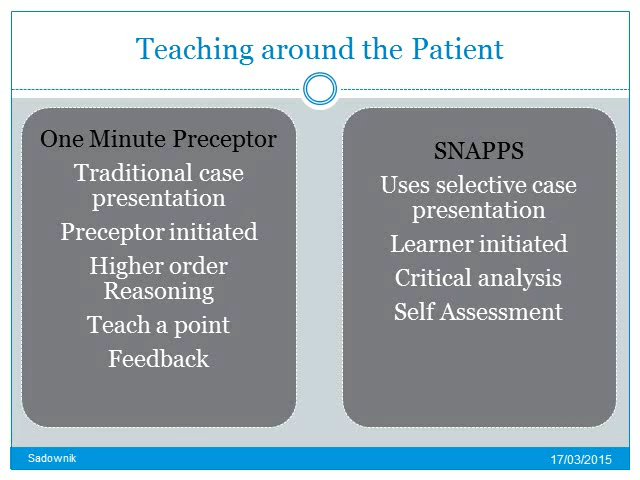 Teaching around the Patient
One Minute Preceptor
Traditional case
presentation
Preceptor initiated
Higher order
Reasoning
Teach a point
Feedback
SNAPPS
Uses selective case
presentation
Learner initiated
Critical analysis
Self Assessment
Sadownik
17/03/2015